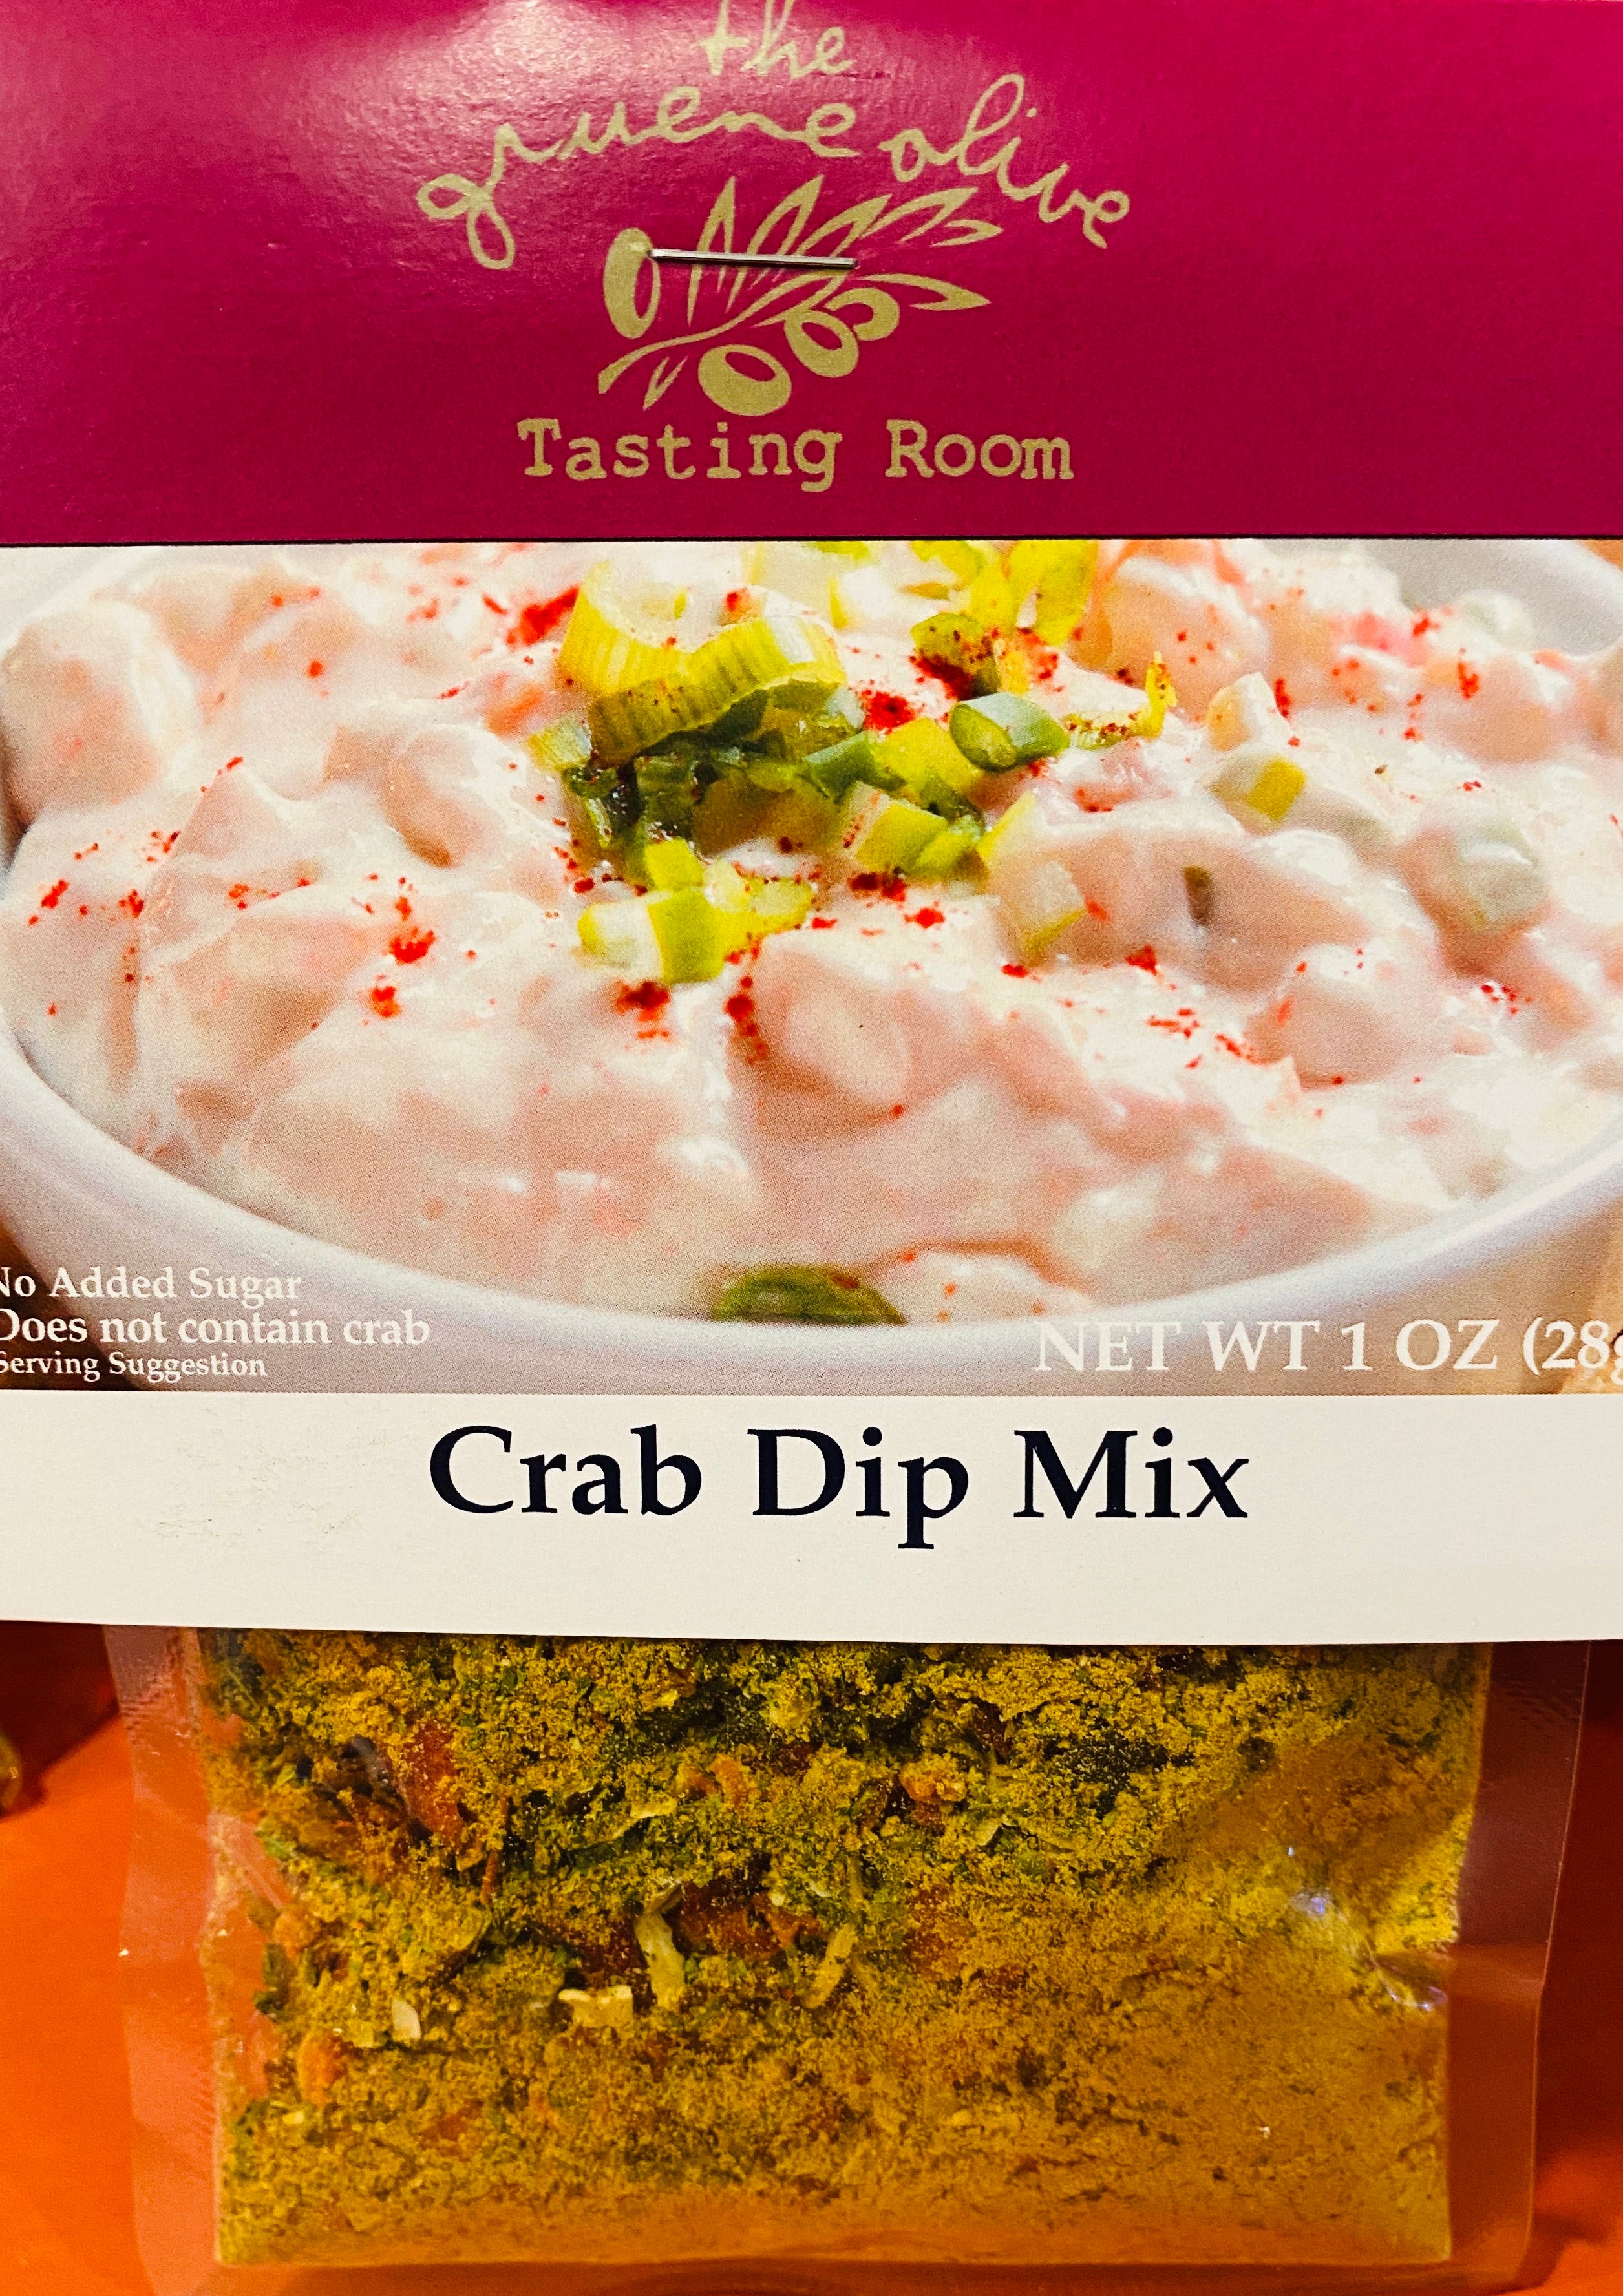 the
gruene olive
Tasting Room
No Added Sugar
Does not contain crab
Serving Suggestion
NET WT 1 OZ (28g
Crab Dip Mix